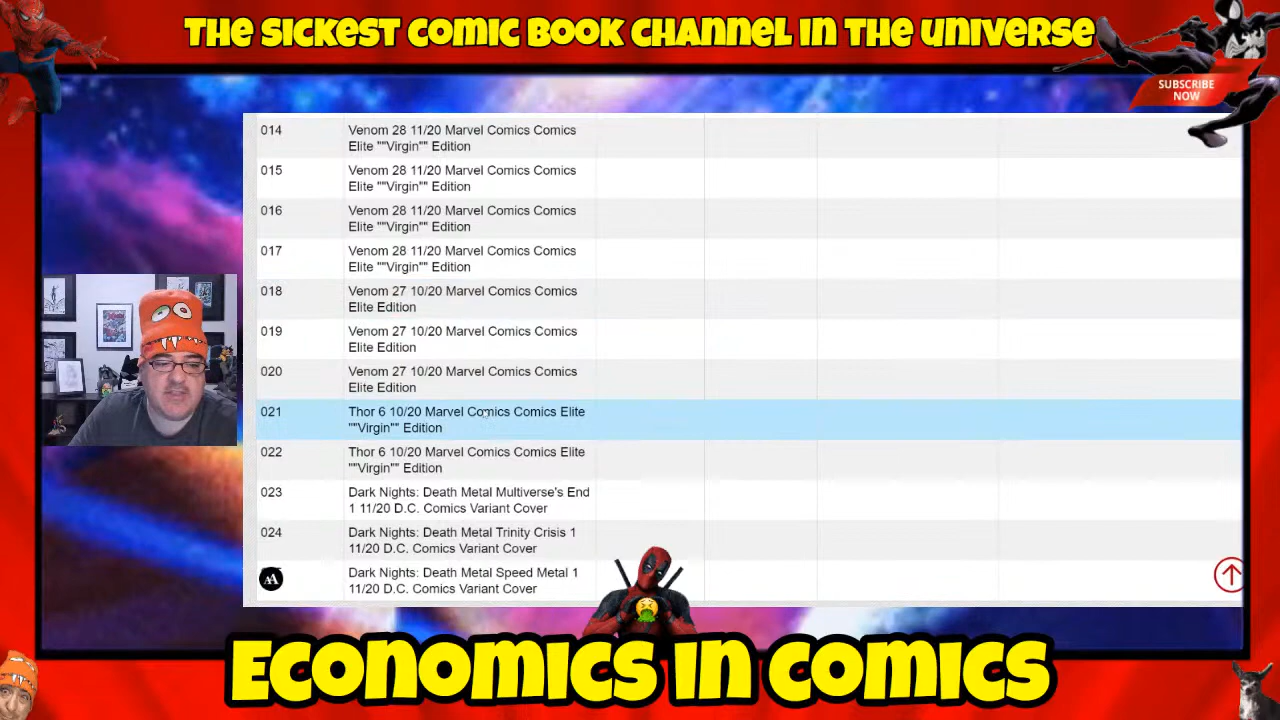 THE SICKEST COMIC BOOK CHANNEL IN THE UNIVERSE
SUBSCRIBE
NOW
014 Venom 28 11/20 Marvel Comics Comics
Elite ""Virgin"" Edition
015 Venom 28 11/20 Marvel Comics Comics
Elite ""Virgin"" Edition
016 Venom 28 11/20 Marvel Comics Comics
Elite ""Virgin"" Edition
017 Venom 28 11/20 Marvel Comics Comics
Elite ""Virgin"" Edition
018 Venom 27 10/20 Marvel Comics Comics
Elite Edition
019 Venom 27 10/20 Marvel Comics Comics
Elite Edition
020 Venom 27 10/20 Marvel Comics Comics
Elite Edition
021 Thor 6 10/20 Marvel Comics Comics Elite
""Virgin"" Edition
022 Thor 6 10/20 Marvel Comics Comics Elite
""Virgin"" Edition
023 Dark Nights: Death Metal Multiverse's End
1 11/20 D.C. Comics Variant Cover
024 Dark Nights: Death Metal Trinity Crisis 1
11/20 D.C. Comics Variant Cover
AA Dark Nights: Death Metal Speed Metal 1
11/20 D.C. Comics Variant Cover
ECONOMICS IN COMICS